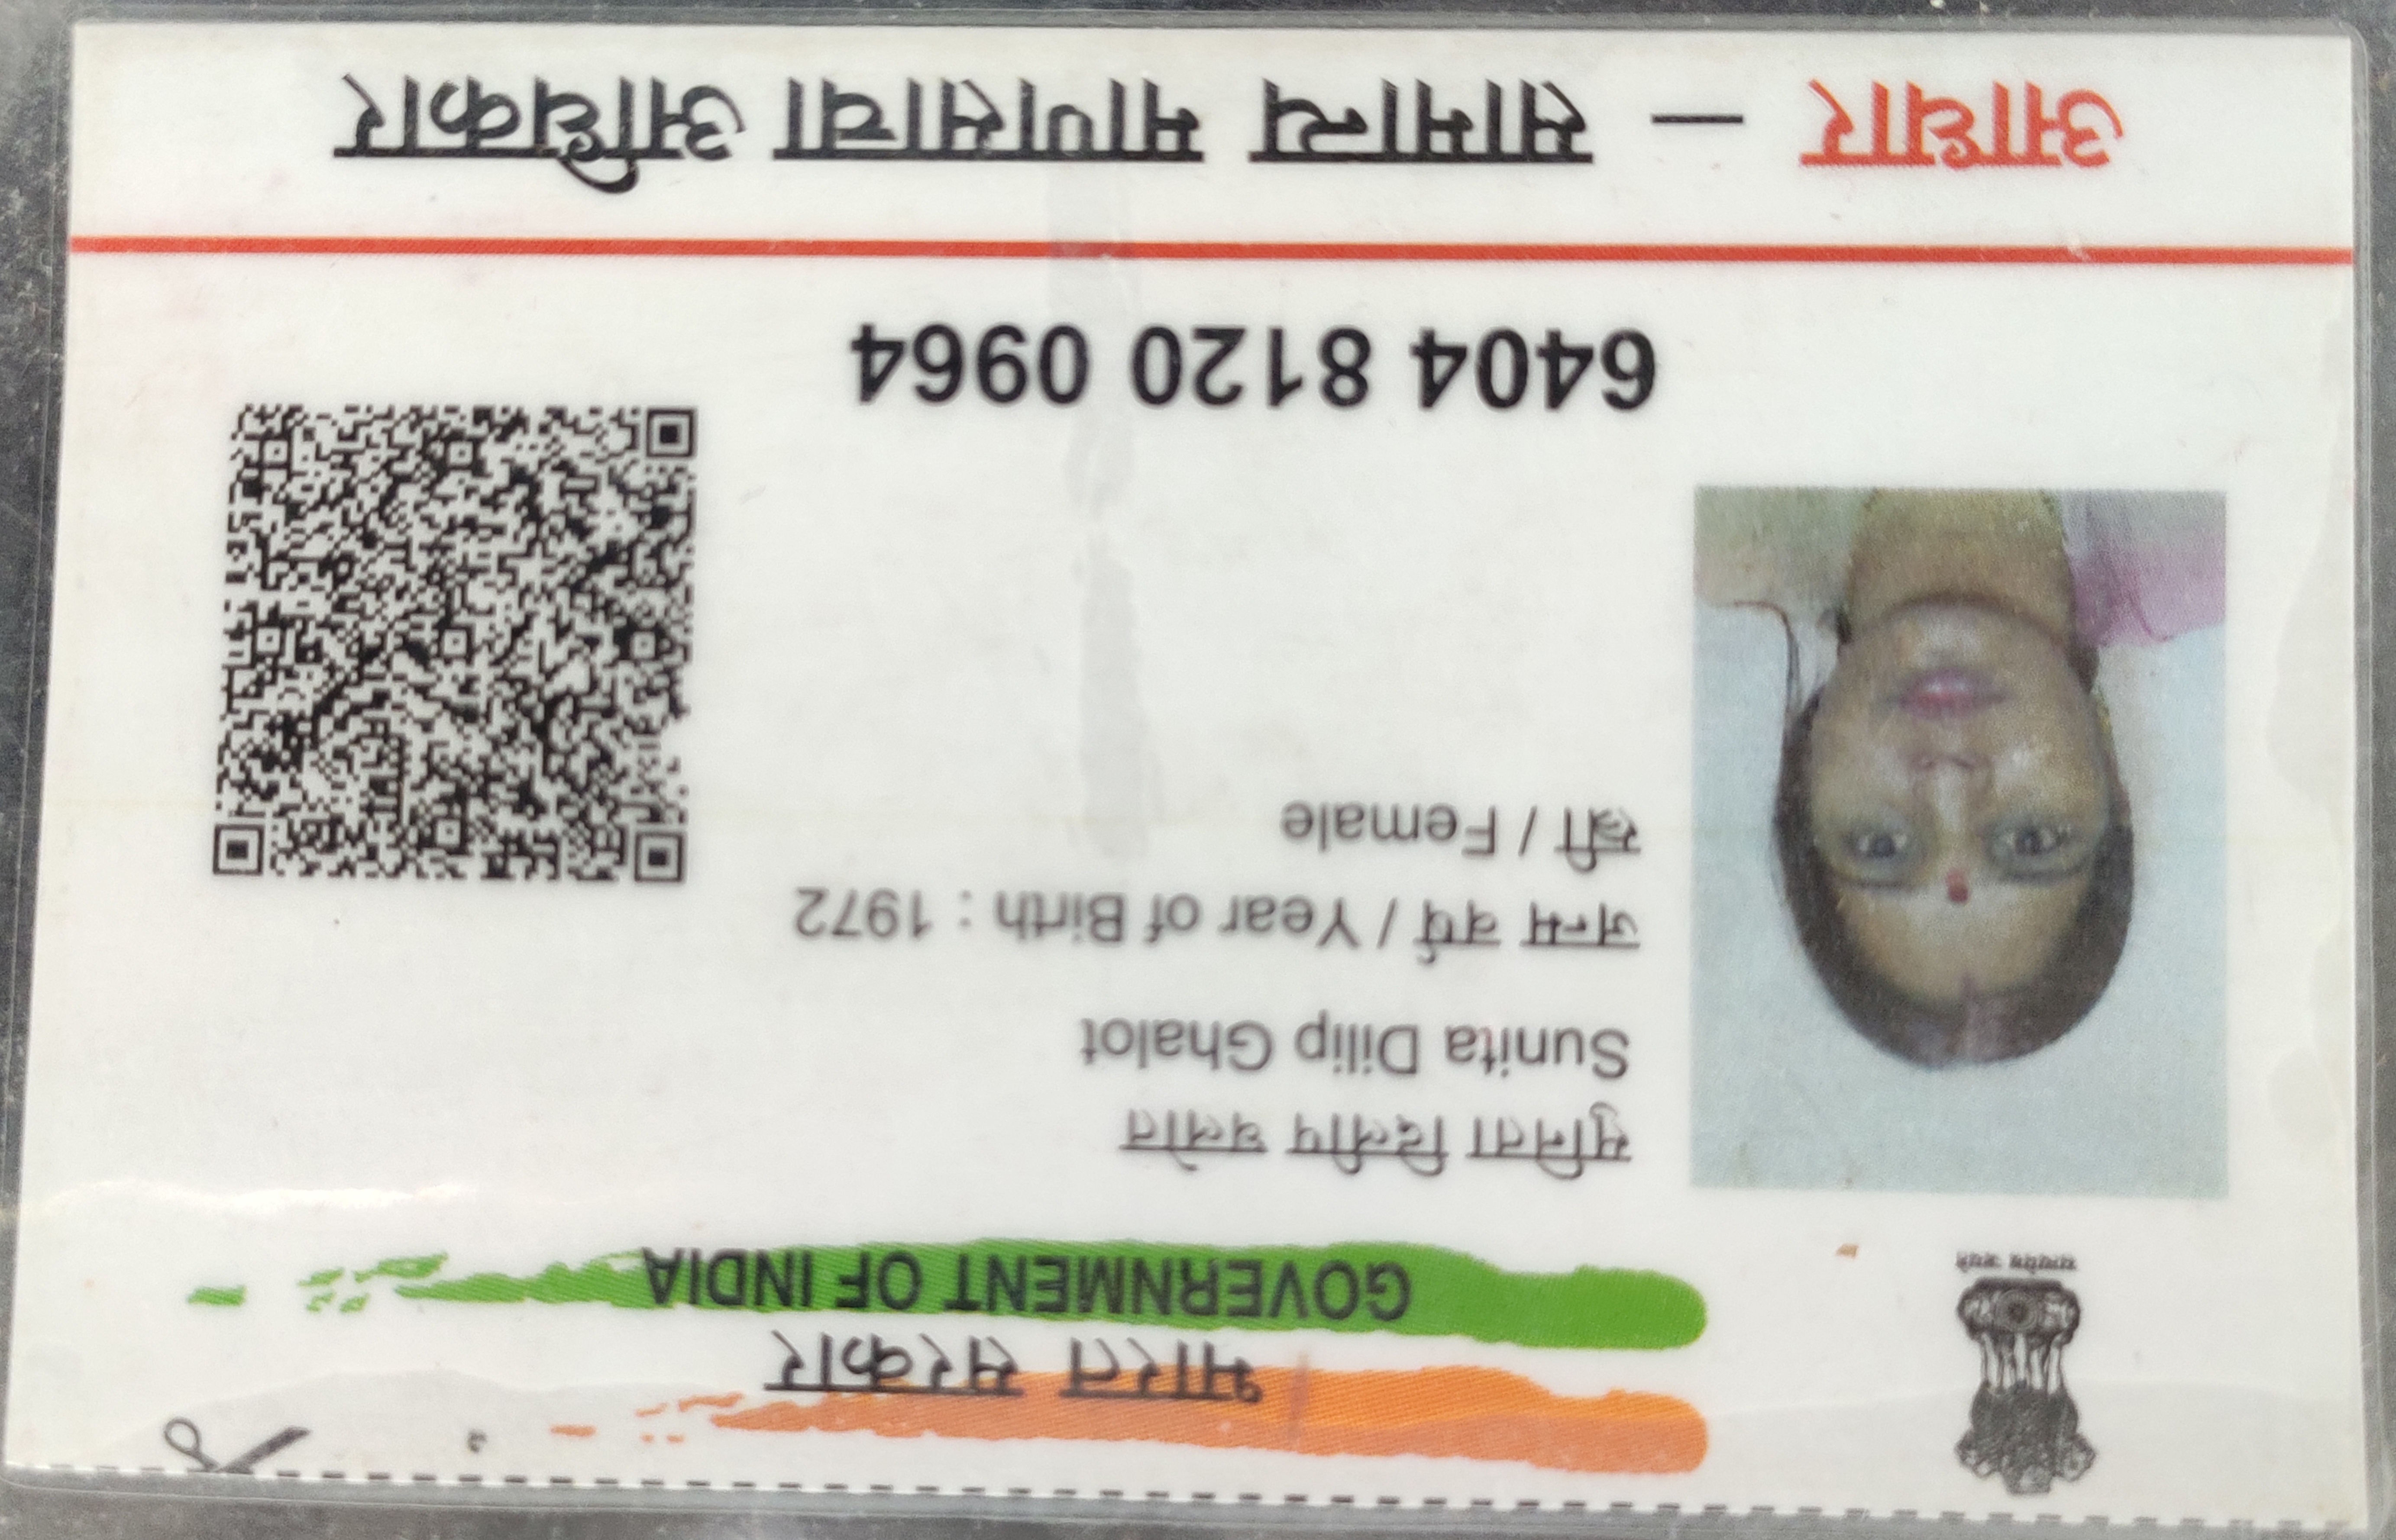 भारत सरकार
GOVERNMENT OF INDIA
सत्यमेव जयते
सुनिता दिलीप घलोत
Sunita Dilip Ghalot
जन्म वर्ष / Year of Birth : 1972
स्त्री / Female
6404 8120 0964
आधार — सामान्य माणसाचा अधिकार